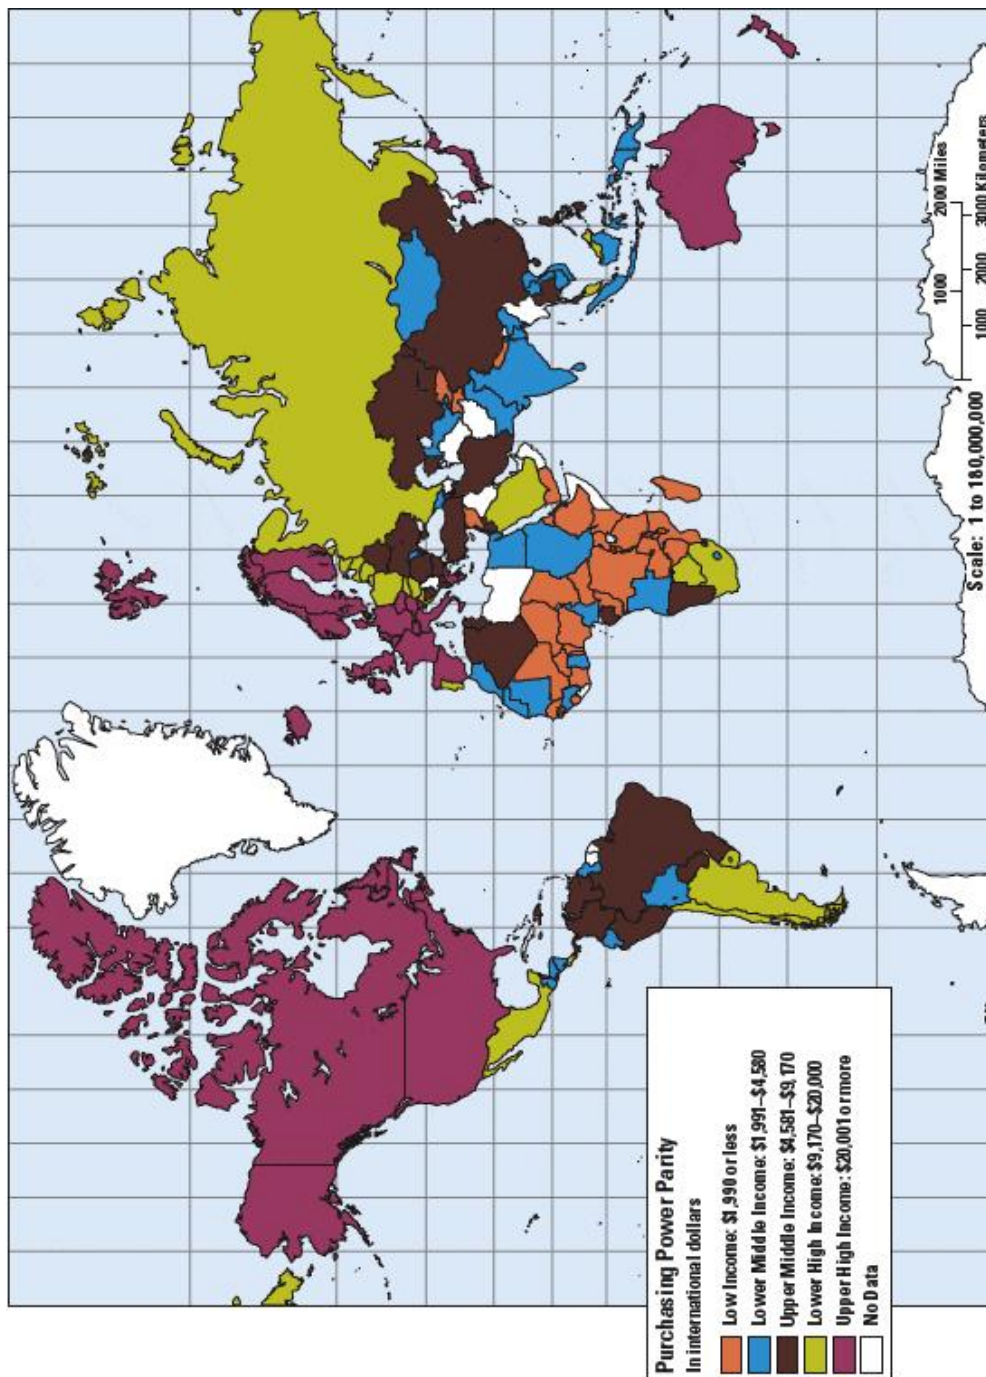 Purchasing Power Parity
In international dollars
Low Income: $1,990 or less
Lower Middle Income: $1,991–$4,580
Upper Middle Income: $4,581–$9,170
Lower High Income: $9,170–$20,000
Upper High Income: $20,001 or more
No Data
Scale: 1 to 180,000,000
1000 2000 Miles
1000 2000 3000 Kilometers